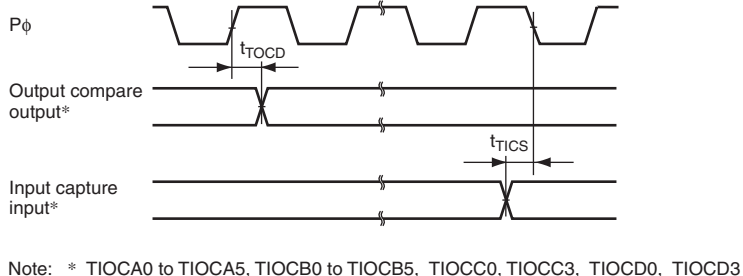 Pϕ
tTOCD
Output compare
output*
tTICS
Input capture
input*
Note: * TIOCA0 to TIOCA5, TIOCB0 to TIOCB5, TIOCC0, TIOCC3, TIOCD0, TIOCD3